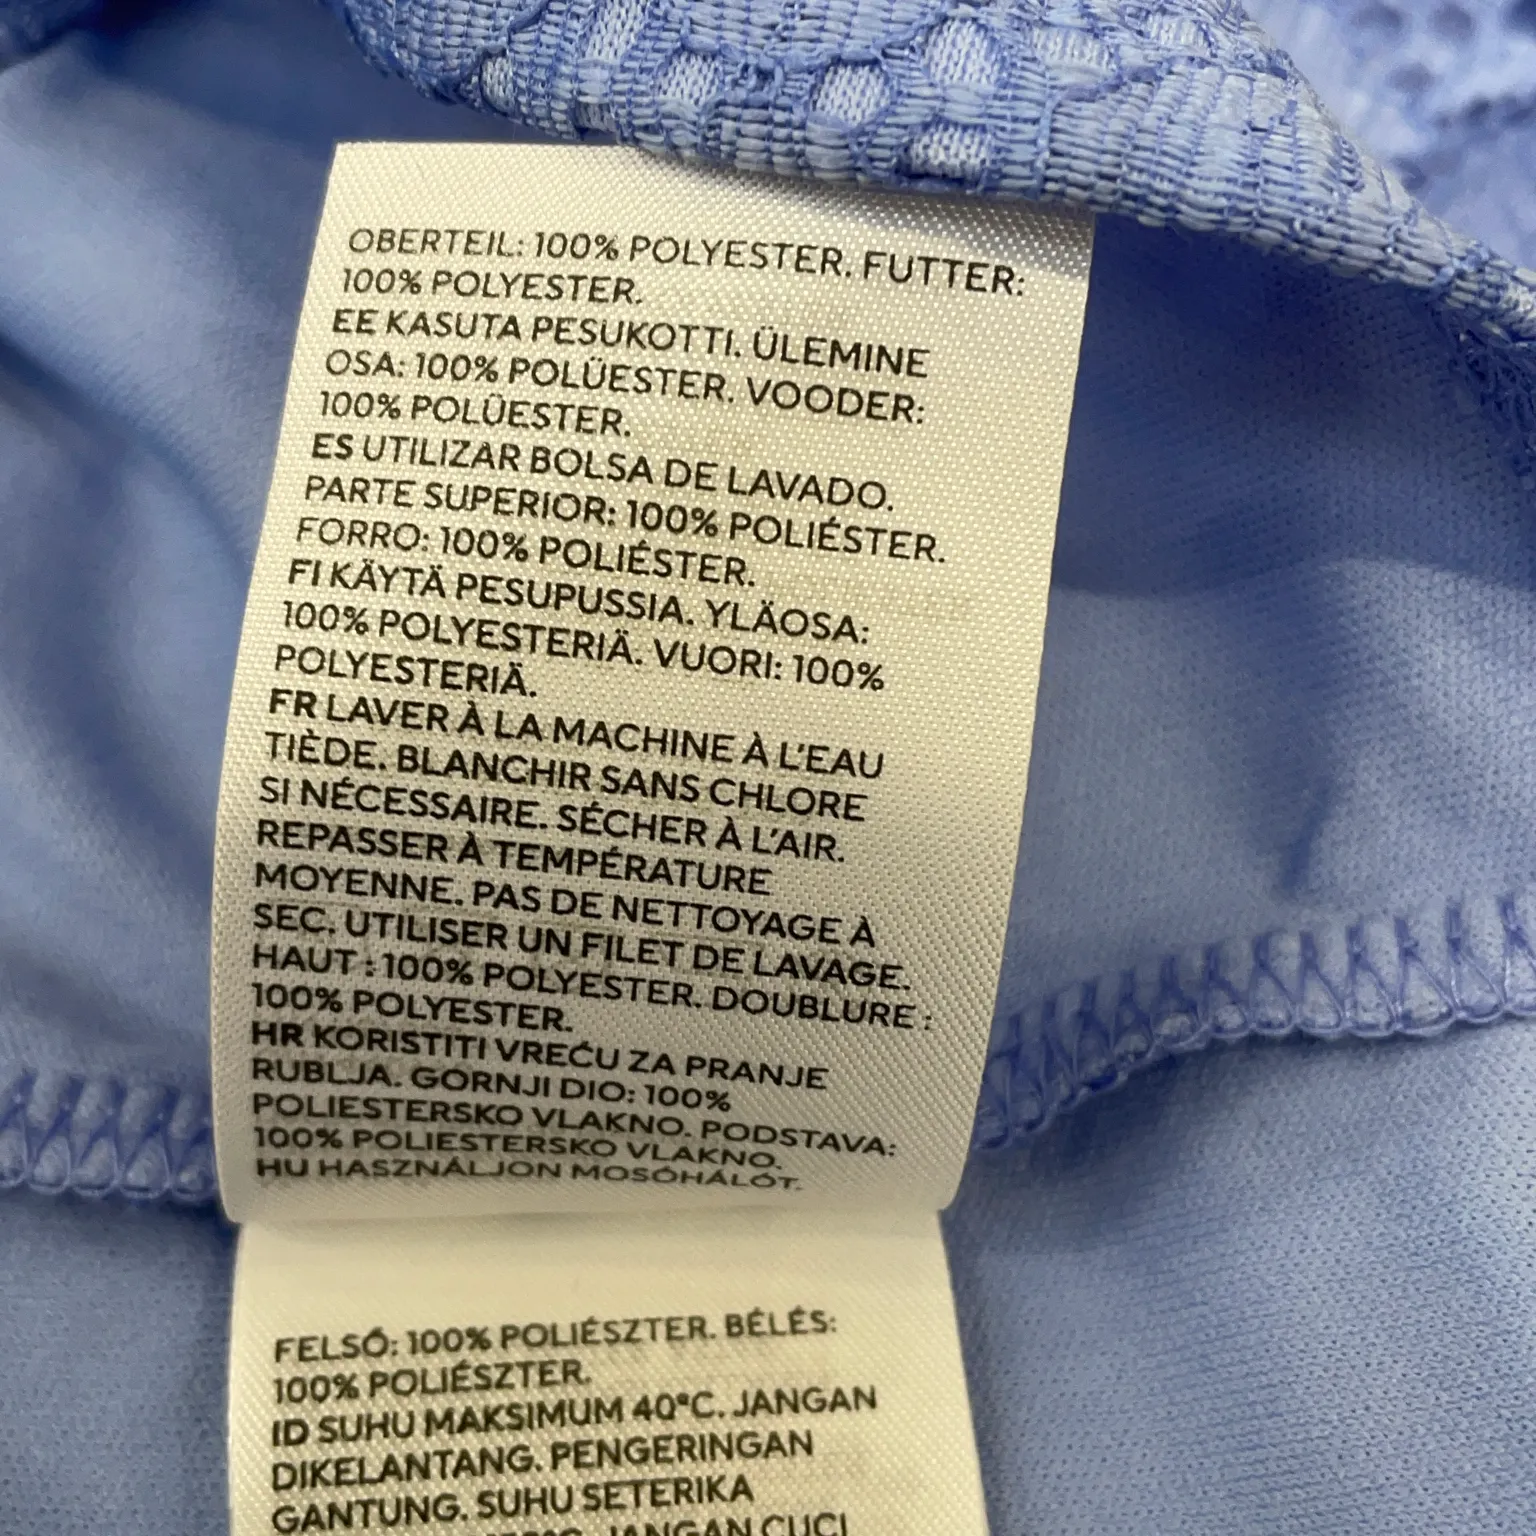 OBERTEIL: 100% POLYESTER. FUTTER:
100% POLYESTER.
EE KASUTA PESUKOTTI. ÜLEMINE
OSA: 100% POLÜESTER. VOODER:
100% POLÜESTER.
ES UTILIZAR BOLSA DE LAVADO.
PARTE SUPERIOR: 100% POLIÉSTER.
FORRO: 100% POLIÉSTER.
FI KÄYTÄ PESUPUSSIA. YLÄOSA:
100% POLYESTERIÄ. VUORI: 100%
POLYESTERIÄ.
FR LAVER À LA MACHINE À L'EAU
TIÈDE. BLANCHIR SANS CHLORE
SI NÉCESSAIRE. SÉCHER À L'AIR.
REPASSER À TEMPÉRATURE
MOYENNE. PAS DE NETTOYAGE À
SEC. UTILISER UN FILET DE LAVAGE.
HAUT : 100% POLYESTER. DOUBLURE :
100% POLYESTER.
HR KORISTITI VREĆU ZA PRANJE
RUBLJA. GORNJI DIO: 100%
POLIESTERSKO VLAKNO. PODSTAVA:
100% POLIESTERSKO VLAKNO.
HU HASZNÁLJON MOSÓHÁLÓT.
FELSŐ: 100% POLIÉSZTER. BÉLÉS:
100% POLIÉSZTER.
ID SUHU MAKSIMUM 40°C. JANGAN
DIKELANTANG. PENGERINGAN
GANTUNG. SUHU SETERIKA
JANGAN CUCI